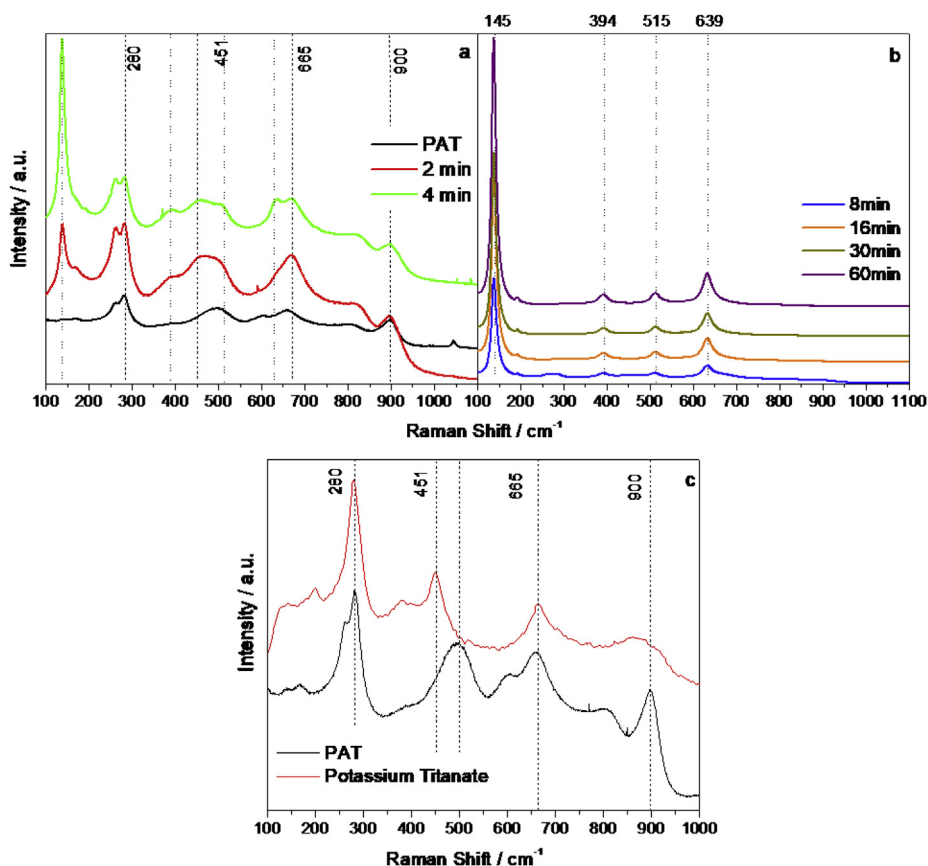 145 394 515 639
280 451 665 900 a
b
PAT
2 min
4 min
8min
16min
30min
60min
Intensity / a.u.
100 200 300 400 500 600 700 800 900 1000
100 200 300 400 500 600 700 800 900 1000 1100
Raman Shift / cm-1
280 451 665 900 c
Intensity / a.u.
PAT
Potassium Titanate
100 200 300 400 500 600 700 800 900 1000
Raman Shift / cm-1